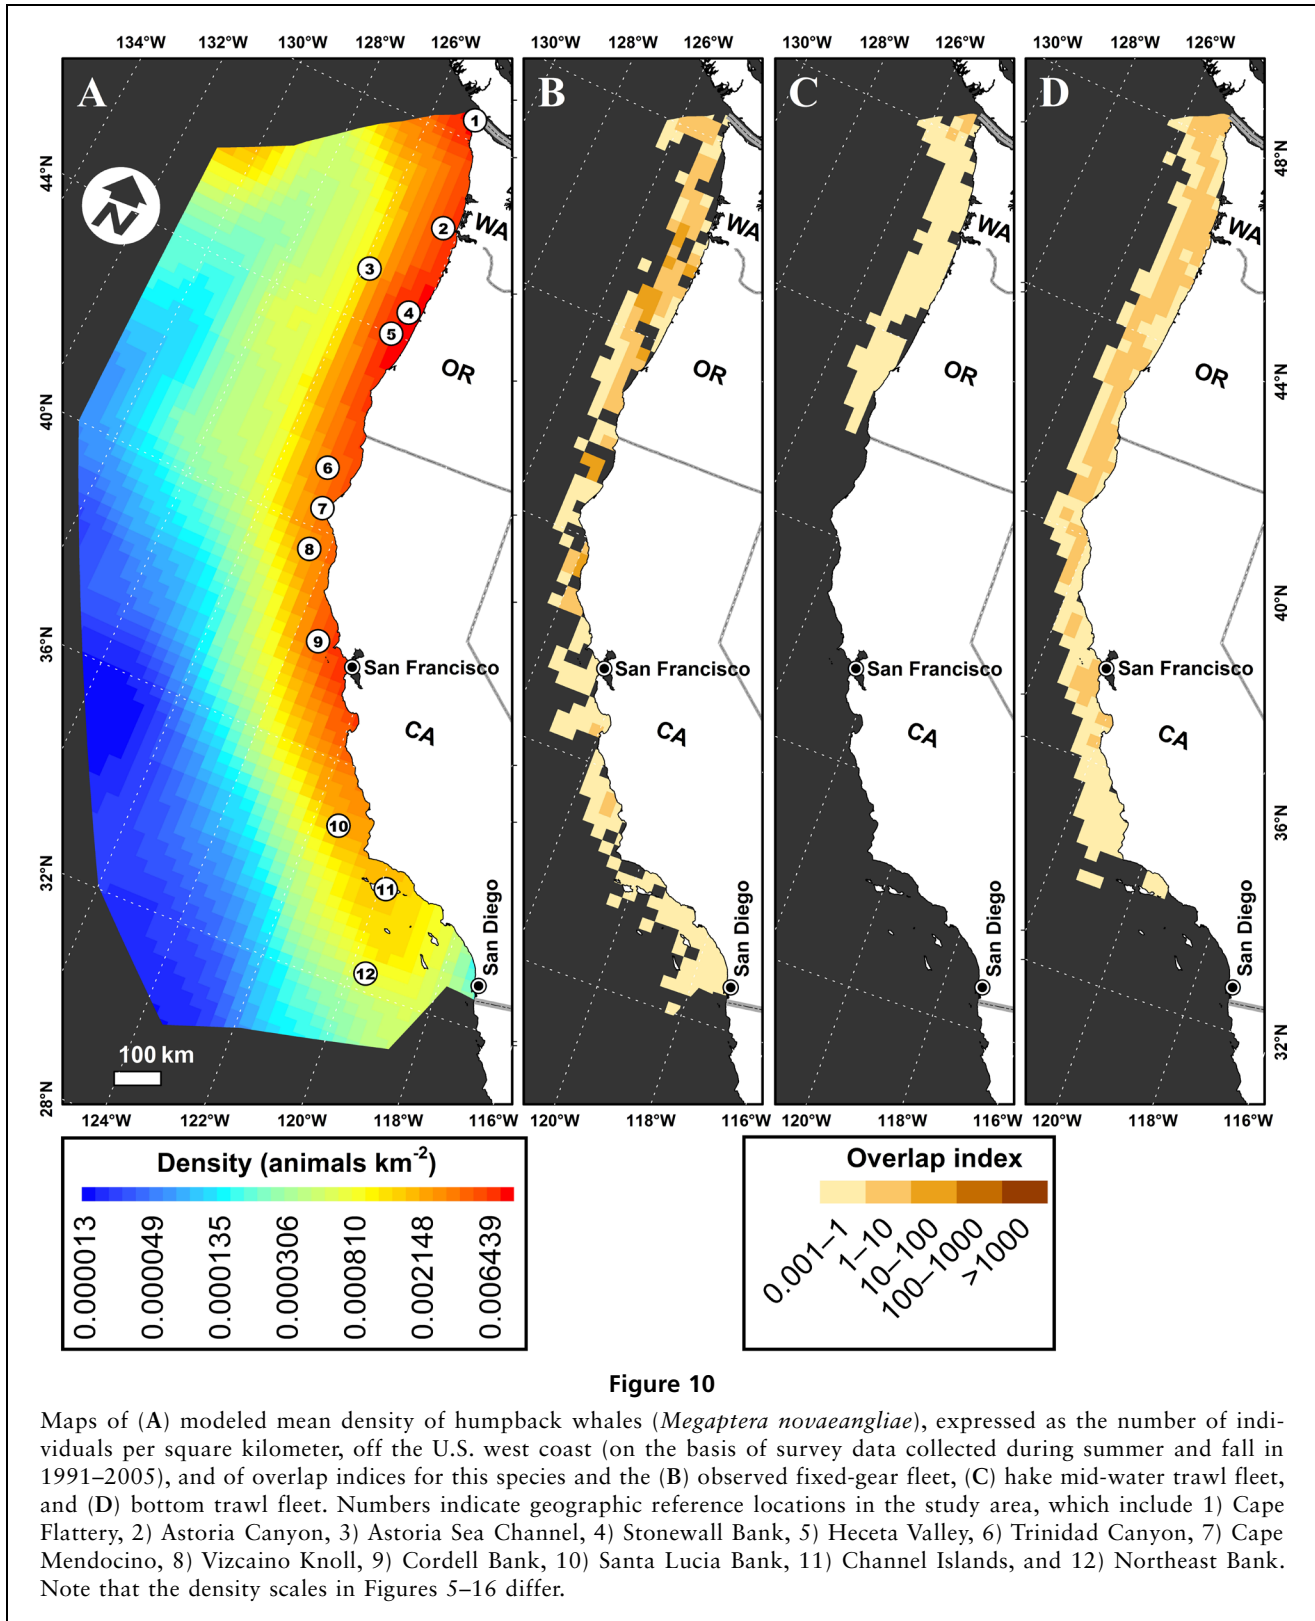 134°W 132°W 130°W 128°W 126°W 130°W 128°W 126°W 130°W 128°W 126°W 130°W 128°W 126°W
A B C D
44°N
40°N
36°N
32°N
28°N
N
1
2
3
4
5
6
7
8
9
10
11
12
WA
OR
San Francisco
CA
San Diego
100 km
WA
OR
San Francisco
CA
San Diego
WA
OR
San Francisco
CA
San Diego
WA
OR
San Francisco
CA
San Diego
48°N
44°N
40°N
36°N
32°N
124°W 122°W 120°W 118°W 116°W 120°W 118°W 116°W 120°W 118°W 116°W 120°W 118°W 116°W
Density (animals km-2)
0.000013
0.000049
0.000135
0.000306
0.000810
0.002148
0.006439
Overlap index
0.001–1
1–10
10–100
100–1000
>1000
Figure 10
Maps of (A) modeled mean density of humpback whales (Megaptera novaeangliae), expressed as the number of indi-
viduals per square kilometer, off the U.S. west coast (on the basis of survey data collected during summer and fall in
1991–2005), and of overlap indices for this species and the (B) observed fixed-gear fleet, (C) hake mid-water trawl fleet,
and (D) bottom trawl fleet. Numbers indicate geographic reference locations in the study area, which include 1) Cape
Flattery, 2) Astoria Canyon, 3) Astoria Sea Channel, 4) Stonewall Bank, 5) Heceta Valley, 6) Trinidad Canyon, 7) Cape
Mendocino, 8) Vizcaino Knoll, 9) Cordell Bank, 10) Santa Lucia Bank, 11) Channel Islands, and 12) Northeast Bank.
Note that the density scales in Figures 5–16 differ.